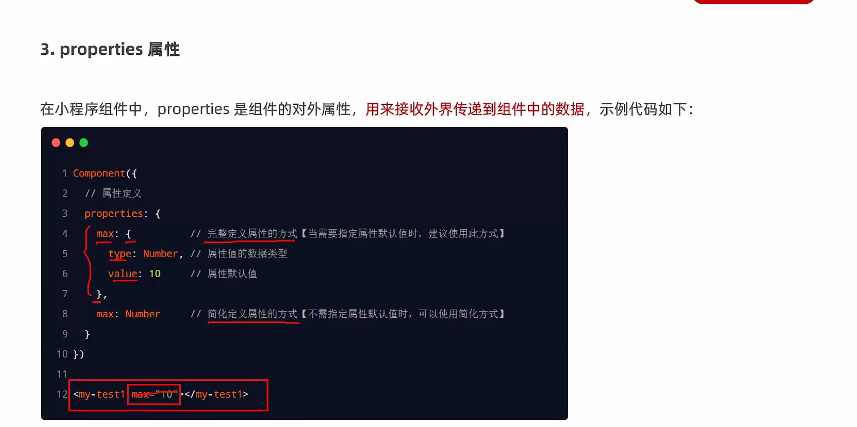 3. properties 属性
在小程序组件中，properties 是组件的对外属性，用来接收外界传递到组件中的数据，示例代码如下：
1 Component({
2 // 属性定义
3 properties: {
4 max: { // 完整定义属性的方式【当需要指定属性默认值时，建议使用此方式】
5 type: Number, // 属性值的数据类型
6 value: 10 // 属性默认值
7 },
8 max: Number // 简化定义属性的方式【不需指定属性默认值时，可以使用简化方式】
9 }
10 })
11
12 <my-test1 max="10"></my-test1>